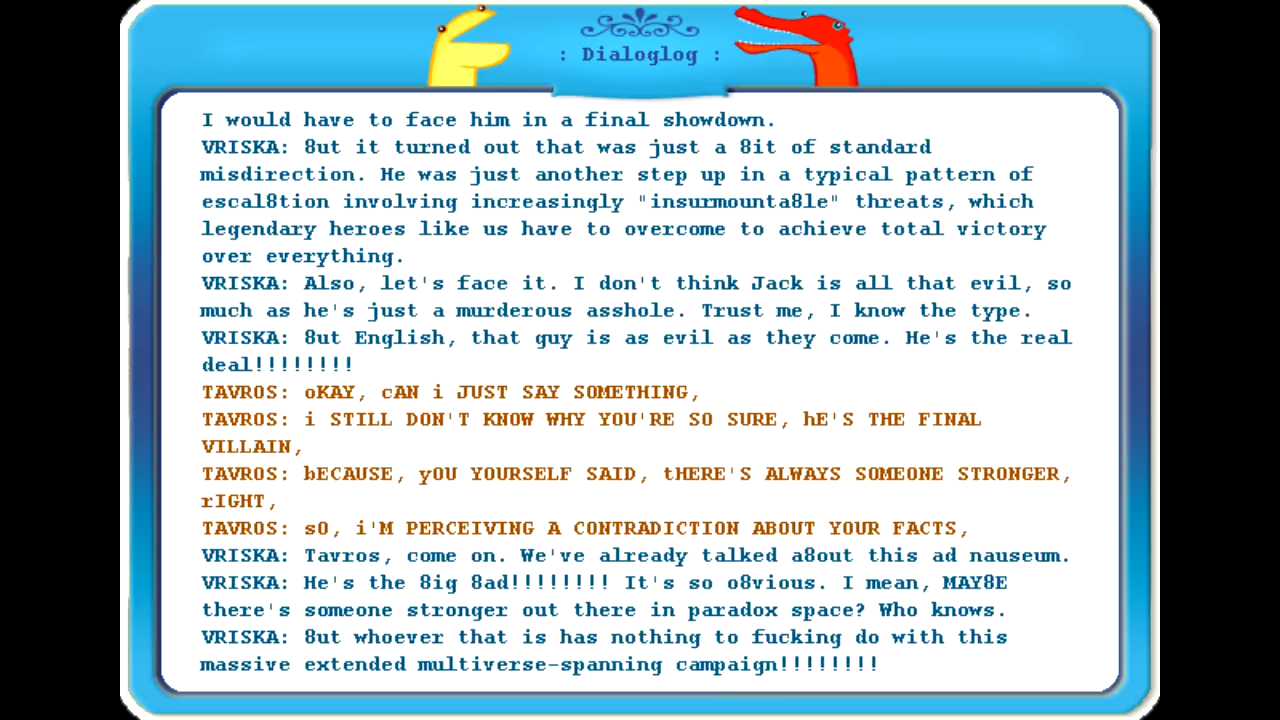 : Dialoglog :
I would have to face him in a final showdown.
VRISKA: 8ut it turned out that was just a 8it of standard
misdirection. He was just another step up in a typical pattern of
escal8tion involving increasingly "insurmounta8le" threats, which
legendary heroes like us have to overcome to achieve total victory
over everything.
VRISKA: Also, let's face it. I don't think Jack is all that evil, so
much as he's just a murderous asshole. Trust me, I know the type.
VRISKA: 8ut English, that guy is as evil as they come. He's the real
deal!!!!!!!!
TAVROS: oKAY, cAN i JUST SAY SOMETHING,
TAVROS: i STILL DON'T KNOW WHY YOU'RE SO SURE, hE'S THE FINAL
VILLAIN,
TAVROS: bECAUSE, yOU YOURSELF SAID, tHERE'S ALWAYS SOMEONE STRONGER,
rIGHT,
TAVROS: sO, i'M PERCEIVING A CONTRADICTION ABOUT YOUR FACTS,
VRISKA: Tavros, come on. We've already talked a8out this ad nauseum.
VRISKA: He's the 8ig 8ad!!!!!!!! It's so o8vious. I mean, MAY8E
there's someone stronger out there in paradox space? Who knows.
VRISKA: 8ut whoever that is has nothing to fucking do with this
massive extended multiverse-spanning campaign!!!!!!!!